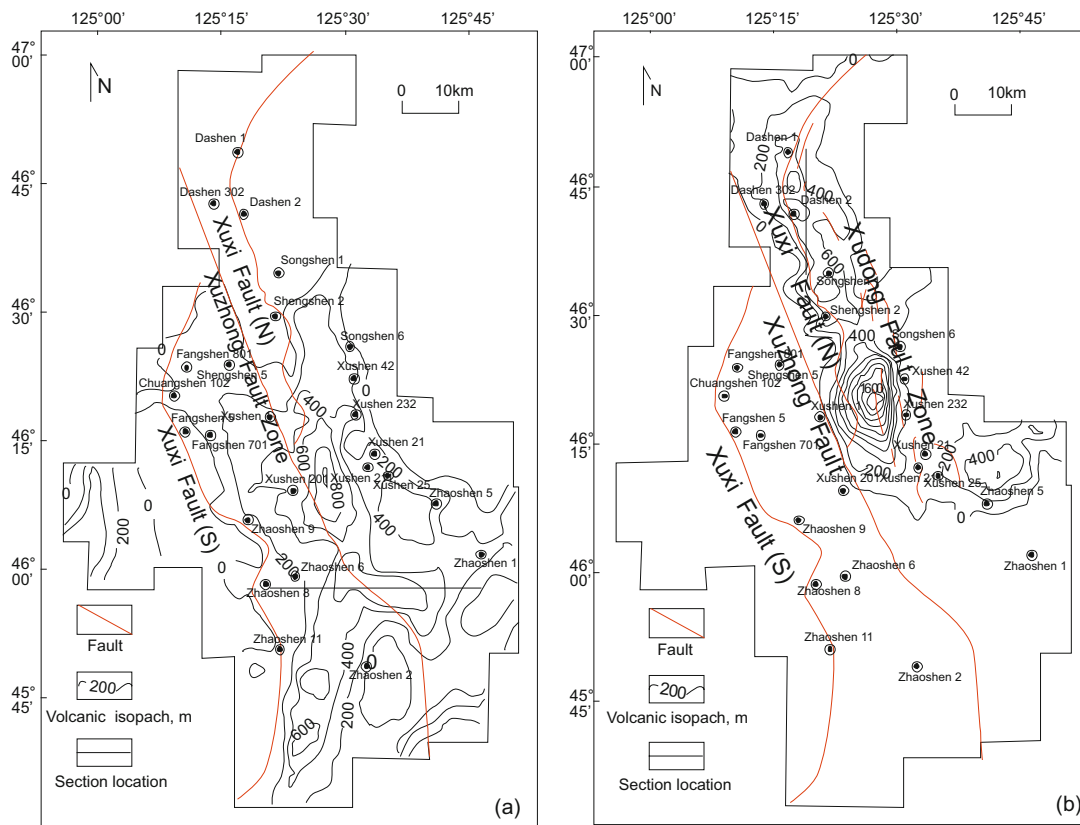 125°00′ 125°15′ 125°30′ 125°45′
47°
00′
N
0 10km
Dashen 1
46°
45′
Dashen 302
Dashen 2
Xuxi Fault (N)
Songshen 1
Xuzhong Fault Zone
46°
30′
Shengshen 2
Songshen 6
0
Fangshen 801
Shengshen 5
Xushen 42
0
Chuangshen 102
400
Xushen 232
Fangshen 5
Xushen
46°
15′
Fangshen 701
600
Xushen 21
200
Xushen 201
800
Xushen 25
0
Zhaoshen 5
200
400
Xuxi Fault (S)
Zhaoshen 9
200
Zhaoshen 1
46°
00′
0
Zhaoshen 6
Zhaoshen 8
Fault
Zhaoshen 11
400
0
Zhaoshen 2
200
200
45°
45′
Volcanic isopach, m
600
Section location
(a)
125°00′ 125°15′ 125°30′ 125°45′
47°
00′
0
N
0 10km
Dashen 1
200
46°
45′
Dashen 302
400
Dashen 2
0
Xuxi Fault (N)
Xudong Fault Zone
600
Songshen 1
46°
30′
Shengshen 2
Xuzhong Fault
400
Songshen 6
Fangshen 801
Shengshen 5
Xushen 42
Chuangshen 102
Xushen 1
Xushen 232
Fangshen 5
46°
15′
Fangshen 701
Xushen 21
200
400
200
Xushen 201
Xushen 25
Zhaoshen 5
0
Xuxi Fault (S)
Zhaoshen 9
Zhaoshen 1
46°
00′
Zhaoshen 6
Zhaoshen 8
Fault
Zhaoshen 11
Zhaoshen 2
200
45°
45′
Volcanic isopach, m
Section location
(b)